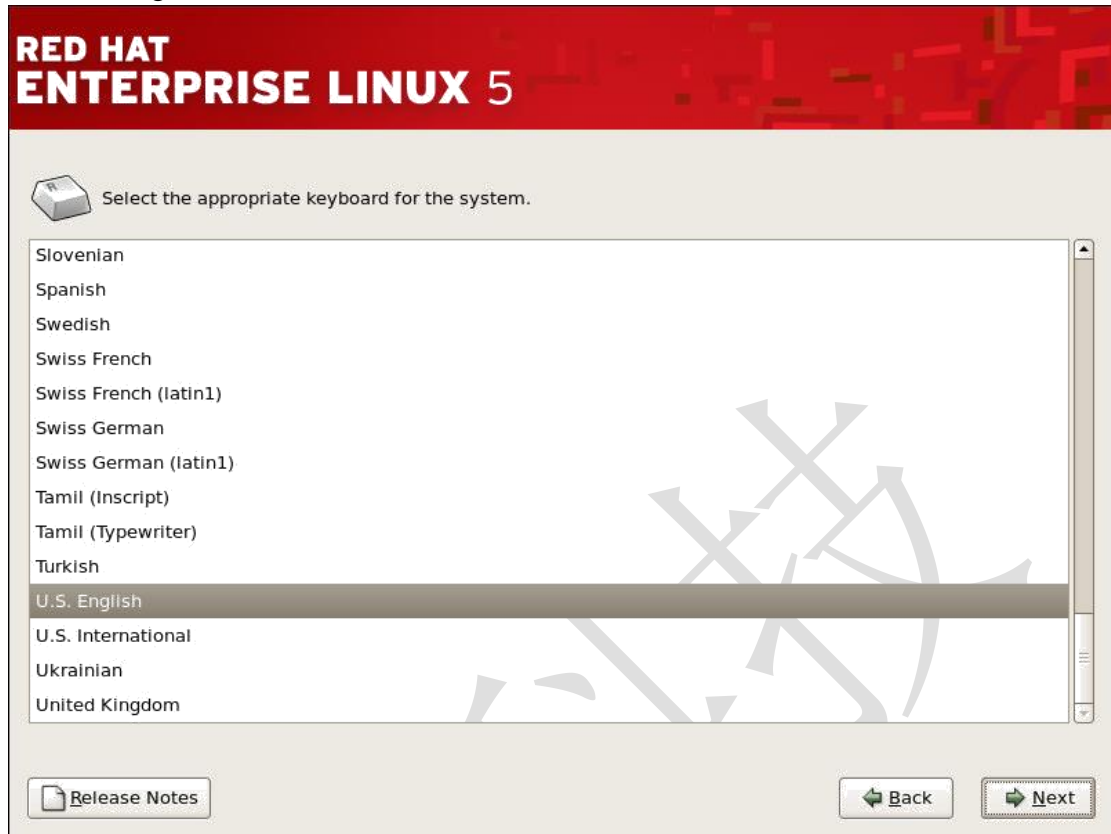 RED HAT
ENTERPRISE LINUX 5
Select the appropriate keyboard for the system.
Slovenian
Spanish
Swedish
Swiss French
Swiss French (latin1)
Swiss German
Swiss German (latin1)
Tamil (Inscript)
Tamil (Typewriter)
Turkish
U.S. English
U.S. International
Ukrainian
United Kingdom
Release Notes
Back
Next